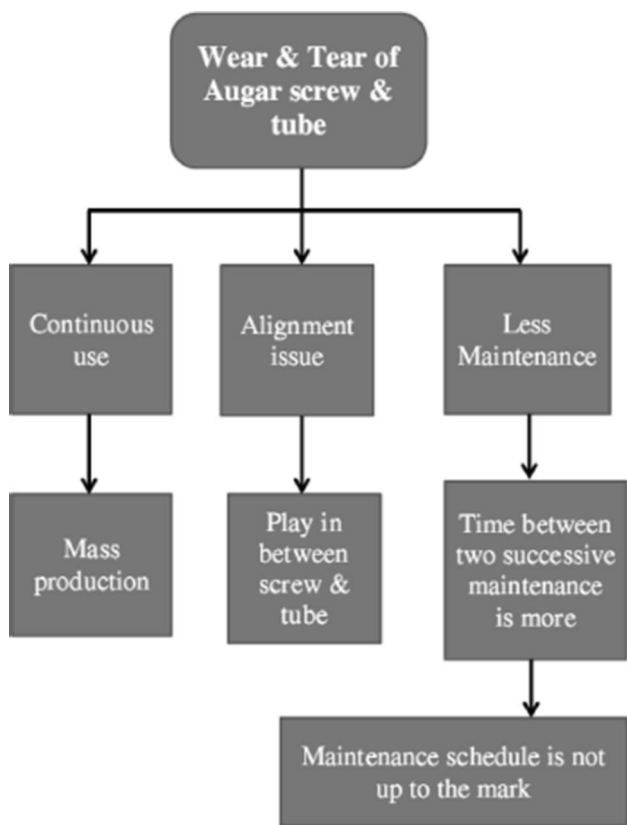 Wear & Tear of
Augar screw &
tube
Continuous
use
Alignment
issue
Less
Maintenance
Mass
production
Play in
between
screw &
tube
Time between
two successive
maintenance
is more
Maintenance schedule is not
up to the mark